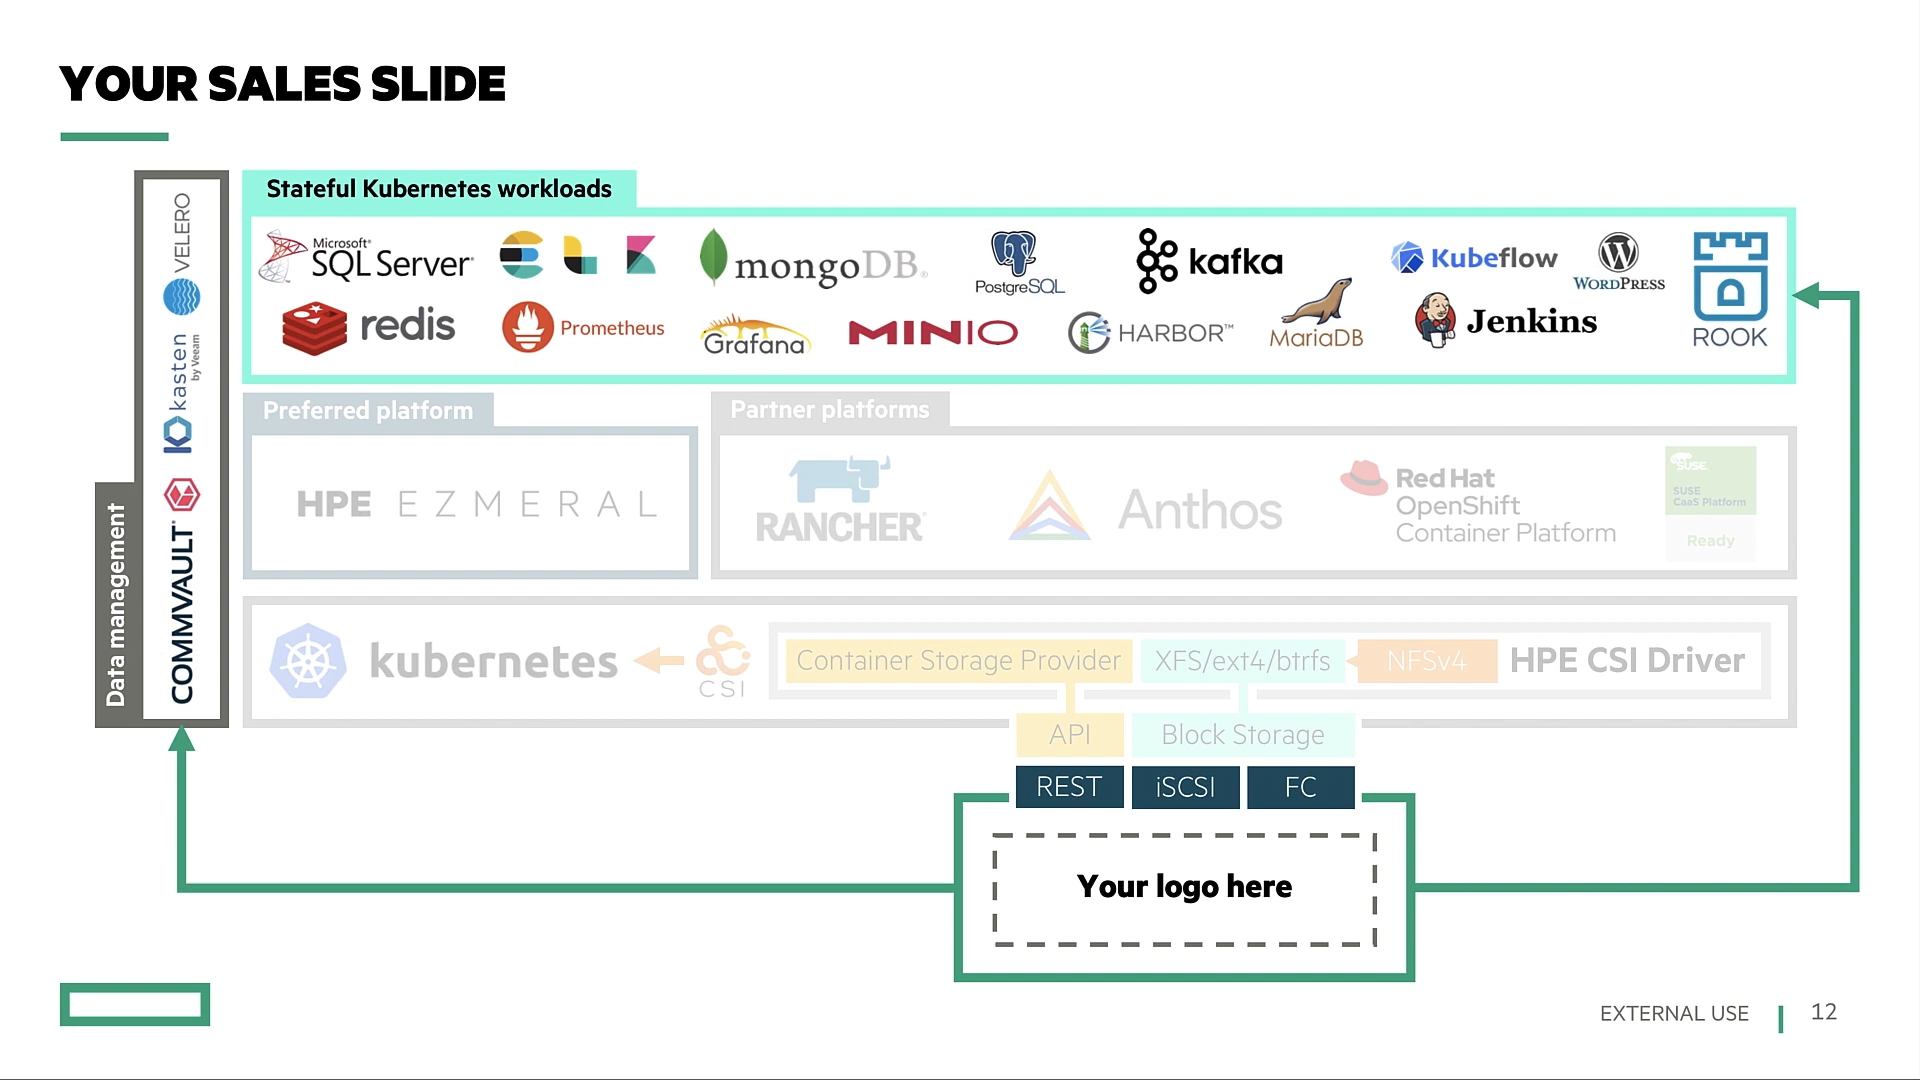 YOUR SALES SLIDE
Stateful Kubernetes workloads
Microsoft®
SQL Server®
mongoDB®
PostgreSQL
kafka
Kubeflow
WORDPRESS
ROOK
redis
Prometheus
Grafana
MINIO
HARBOR™
MariaDB
Jenkins
Data management
COMMVAULT
kasten
by Veeam
VELERO
Preferred platform
HPE EZMERAL
Partner platforms
RANCHER®
Anthos
Red Hat
OpenShift
Container Platform
SUSE
SUSE
CaaS Platform
Ready
kubernetes
CSI
Container Storage Provider
XFS/ext4/btrfs
NFSv4
HPE CSI Driver
API
Block Storage
REST
iSCSI
FC
Your logo here
EXTERNAL USE
12